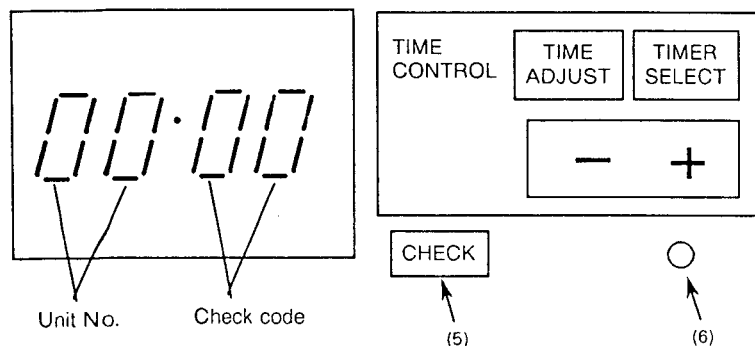 00·00
Unit No.
Check code
TIME
CONTROL
TIME
ADJUST
TIMER
SELECT
− +
CHECK
(5)
(6)